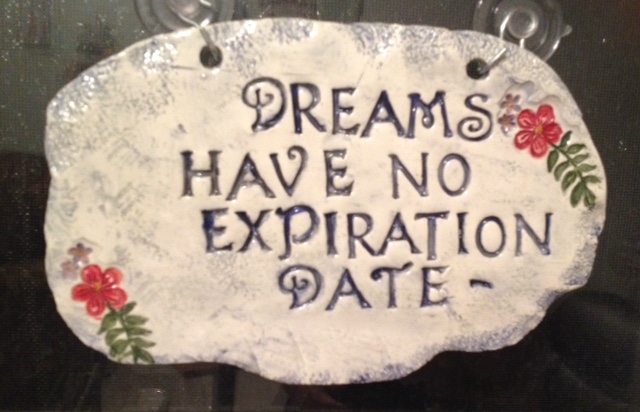 DREAMS
HAVE NO
EXPIRATION
DATE -